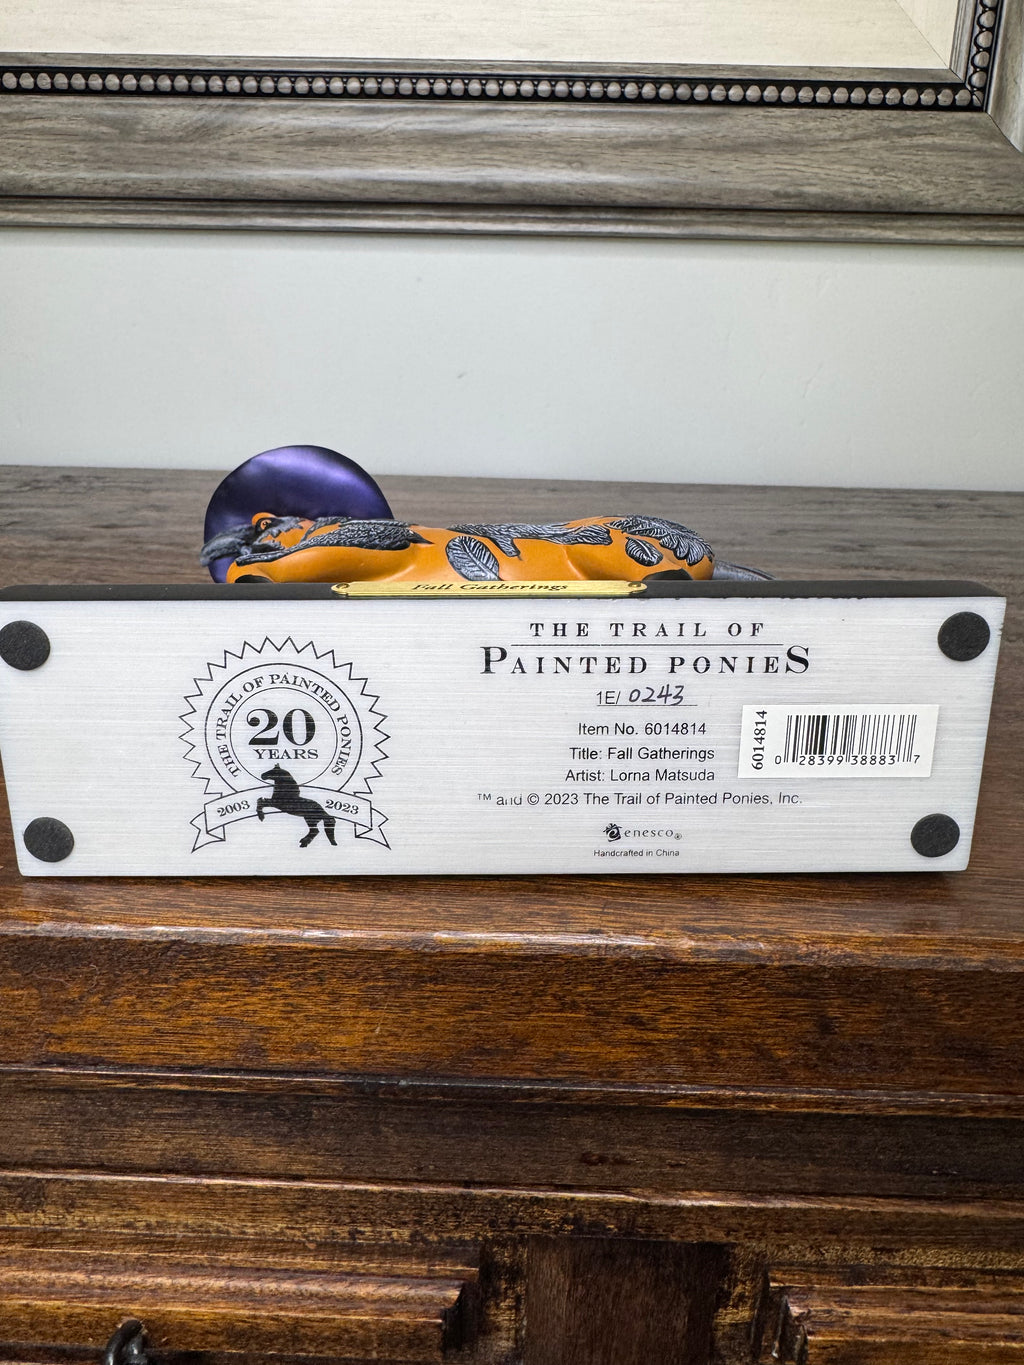 Fall Gatherings
THE TRAIL OF PAINTED PONIES
20
YEARS
2003 2023
THE TRAIL OF
PAINTED PONIES
1E/ 0243
Item No. 6014814
Title: Fall Gatherings
Artist: Lorna Matsuda
™ and © 2023 The Trail of Painted Ponies, Inc.
enesco®
Handcrafted in China
6014814
0 28399 38883 7